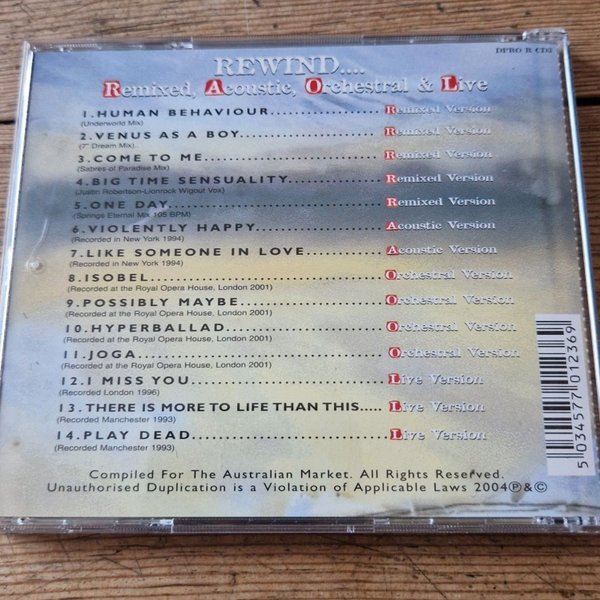 DPRO R CD3
REWIND....
Remixed, Acoustic, Orchestral & Live
1.HUMAN BEHAVIOUR.................. Remixed Version
(Underworld Mix)
2.VENUS AS A BOY....................... Remixed Version
(7" Dream Mix)..
3.COME TO ME............................. Remixed Version
(Sabres of Paradise Mix)
4.BIG TIME SENSUALITY............... Remixed Version
(Justin Robertson-Lionrock Wigout Vox)
5.ONE DAY.................................... Remixed Version
(Springs Eternal Mix 105 BPM)
6.VIOLENTLY HAPPY..................... Acoustic Version
(Recorded in New York 1994)
7.LIKE SOMEONE IN LOVE............ Acoustic Version
(Recorded in New York 1994)
8.ISOBEL........................................ Orchestral Version
(Recorded at the Royal Opera House, London 2001)
9.POSSIBLY MAYBE....................... Orchestral Version
(Recorded at the Royal Opera House, London 2001)
10.HYPERBALLAD.......................... Orchestral Version
(Recorded at the Royal Opera House, London 2001)
11.JOGA......................................... Orchestral Version
(Recorded at the Royal Opera House, London 2001)
12.I MISS YOU................................ Live Version
(Recorded London 1996)
13.THERE IS MORE TO LIFE THAN THIS..... Live Version
(Recorded Manchester 1993)
14.PLAY DEAD................................ Live Version
(Recorded Manchester 1993)
5 034577 012369
Compiled For The Australian Market. All Rights Reserved.
Unauthorised Duplication is a Violation of Applicable Laws 2004℗&©